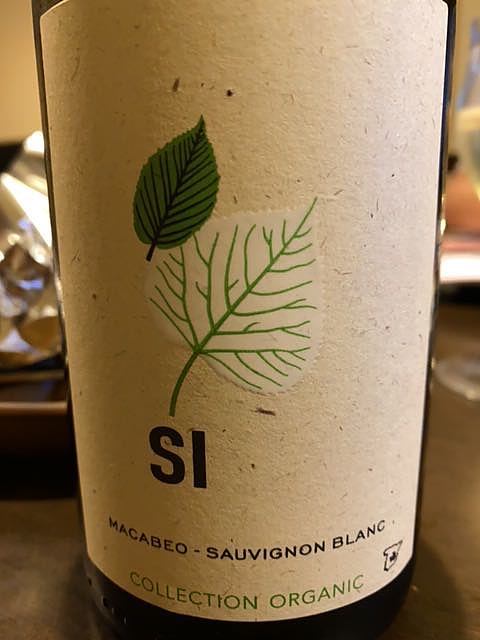 SI
MACABEO - SAUVIGNON BLANC
COLLECTION ORGANIC